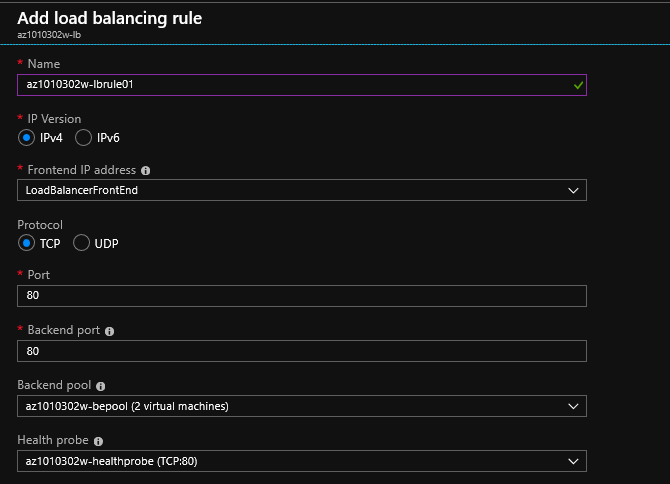 Add load balancing rule
az1010302w-lb
* Name
az1010302w-lbrule01
* IP Version
IPv4 IPv6
* Frontend IP address
LoadBalancerFrontEnd
Protocol
TCP UDP
* Port
80
* Backend port
80
Backend pool
az1010302w-bepool (2 virtual machines)
Health probe
az1010302w-healthprobe (TCP:80)